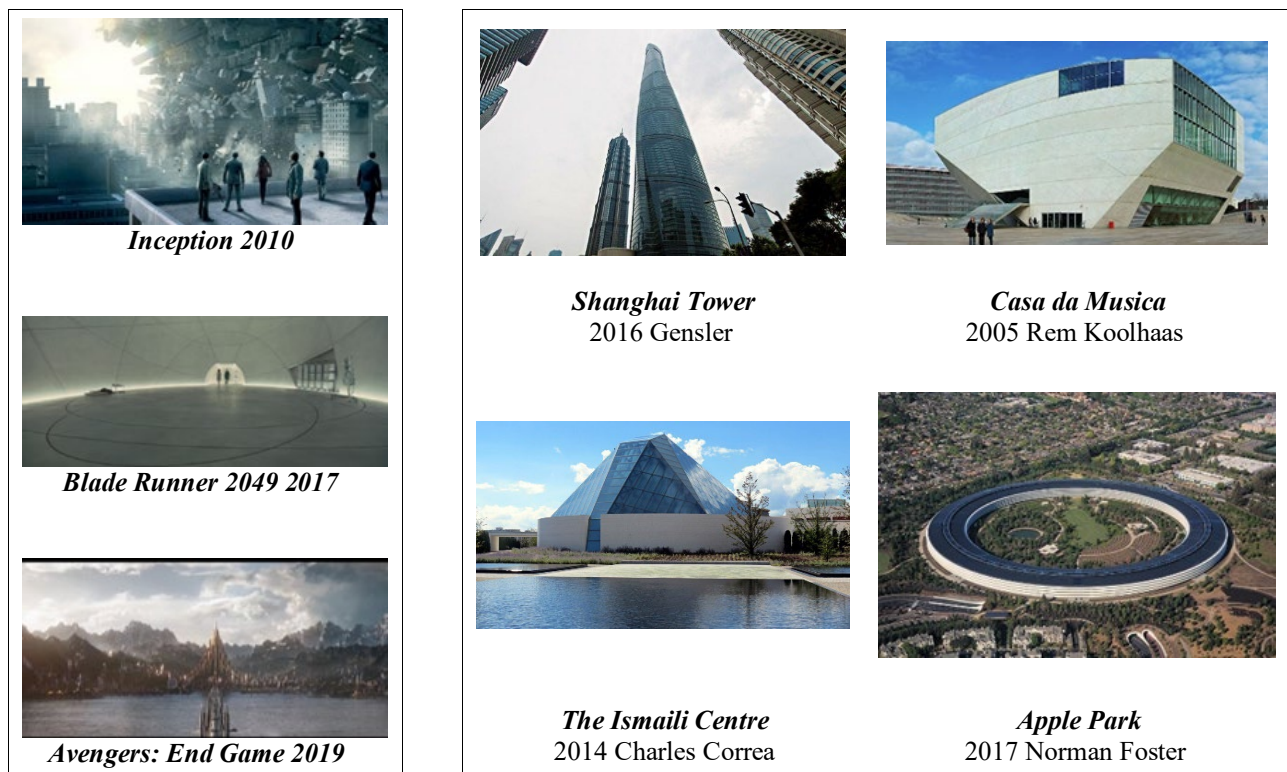 Inception 2010
Blade Runner 2049 2017
Avengers: End Game 2019
Shanghai Tower
2016 Gensler
Casa da Musica
2005 Rem Koolhaas
The Ismaili Centre
2014 Charles Correa
Apple Park
2017 Norman Foster